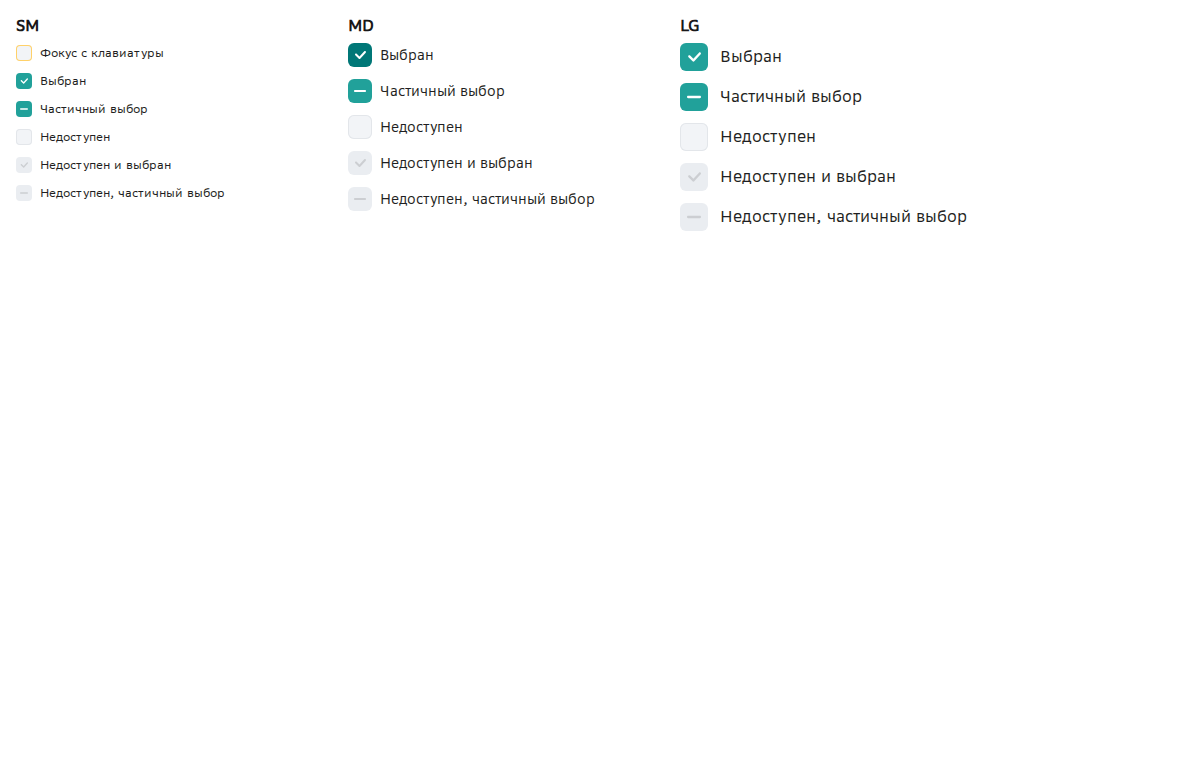 SM
Фокус с клавиатуры
Выбран
Частичный выбор
Недоступен
Недоступен и выбран
Недоступен, частичный выбор
MD
Выбран
Частичный выбор
Недоступен
Недоступен и выбран
Недоступен, частичный выбор
LG
Выбран
Частичный выбор
Недоступен
Недоступен и выбран
Недоступен, частичный выбор